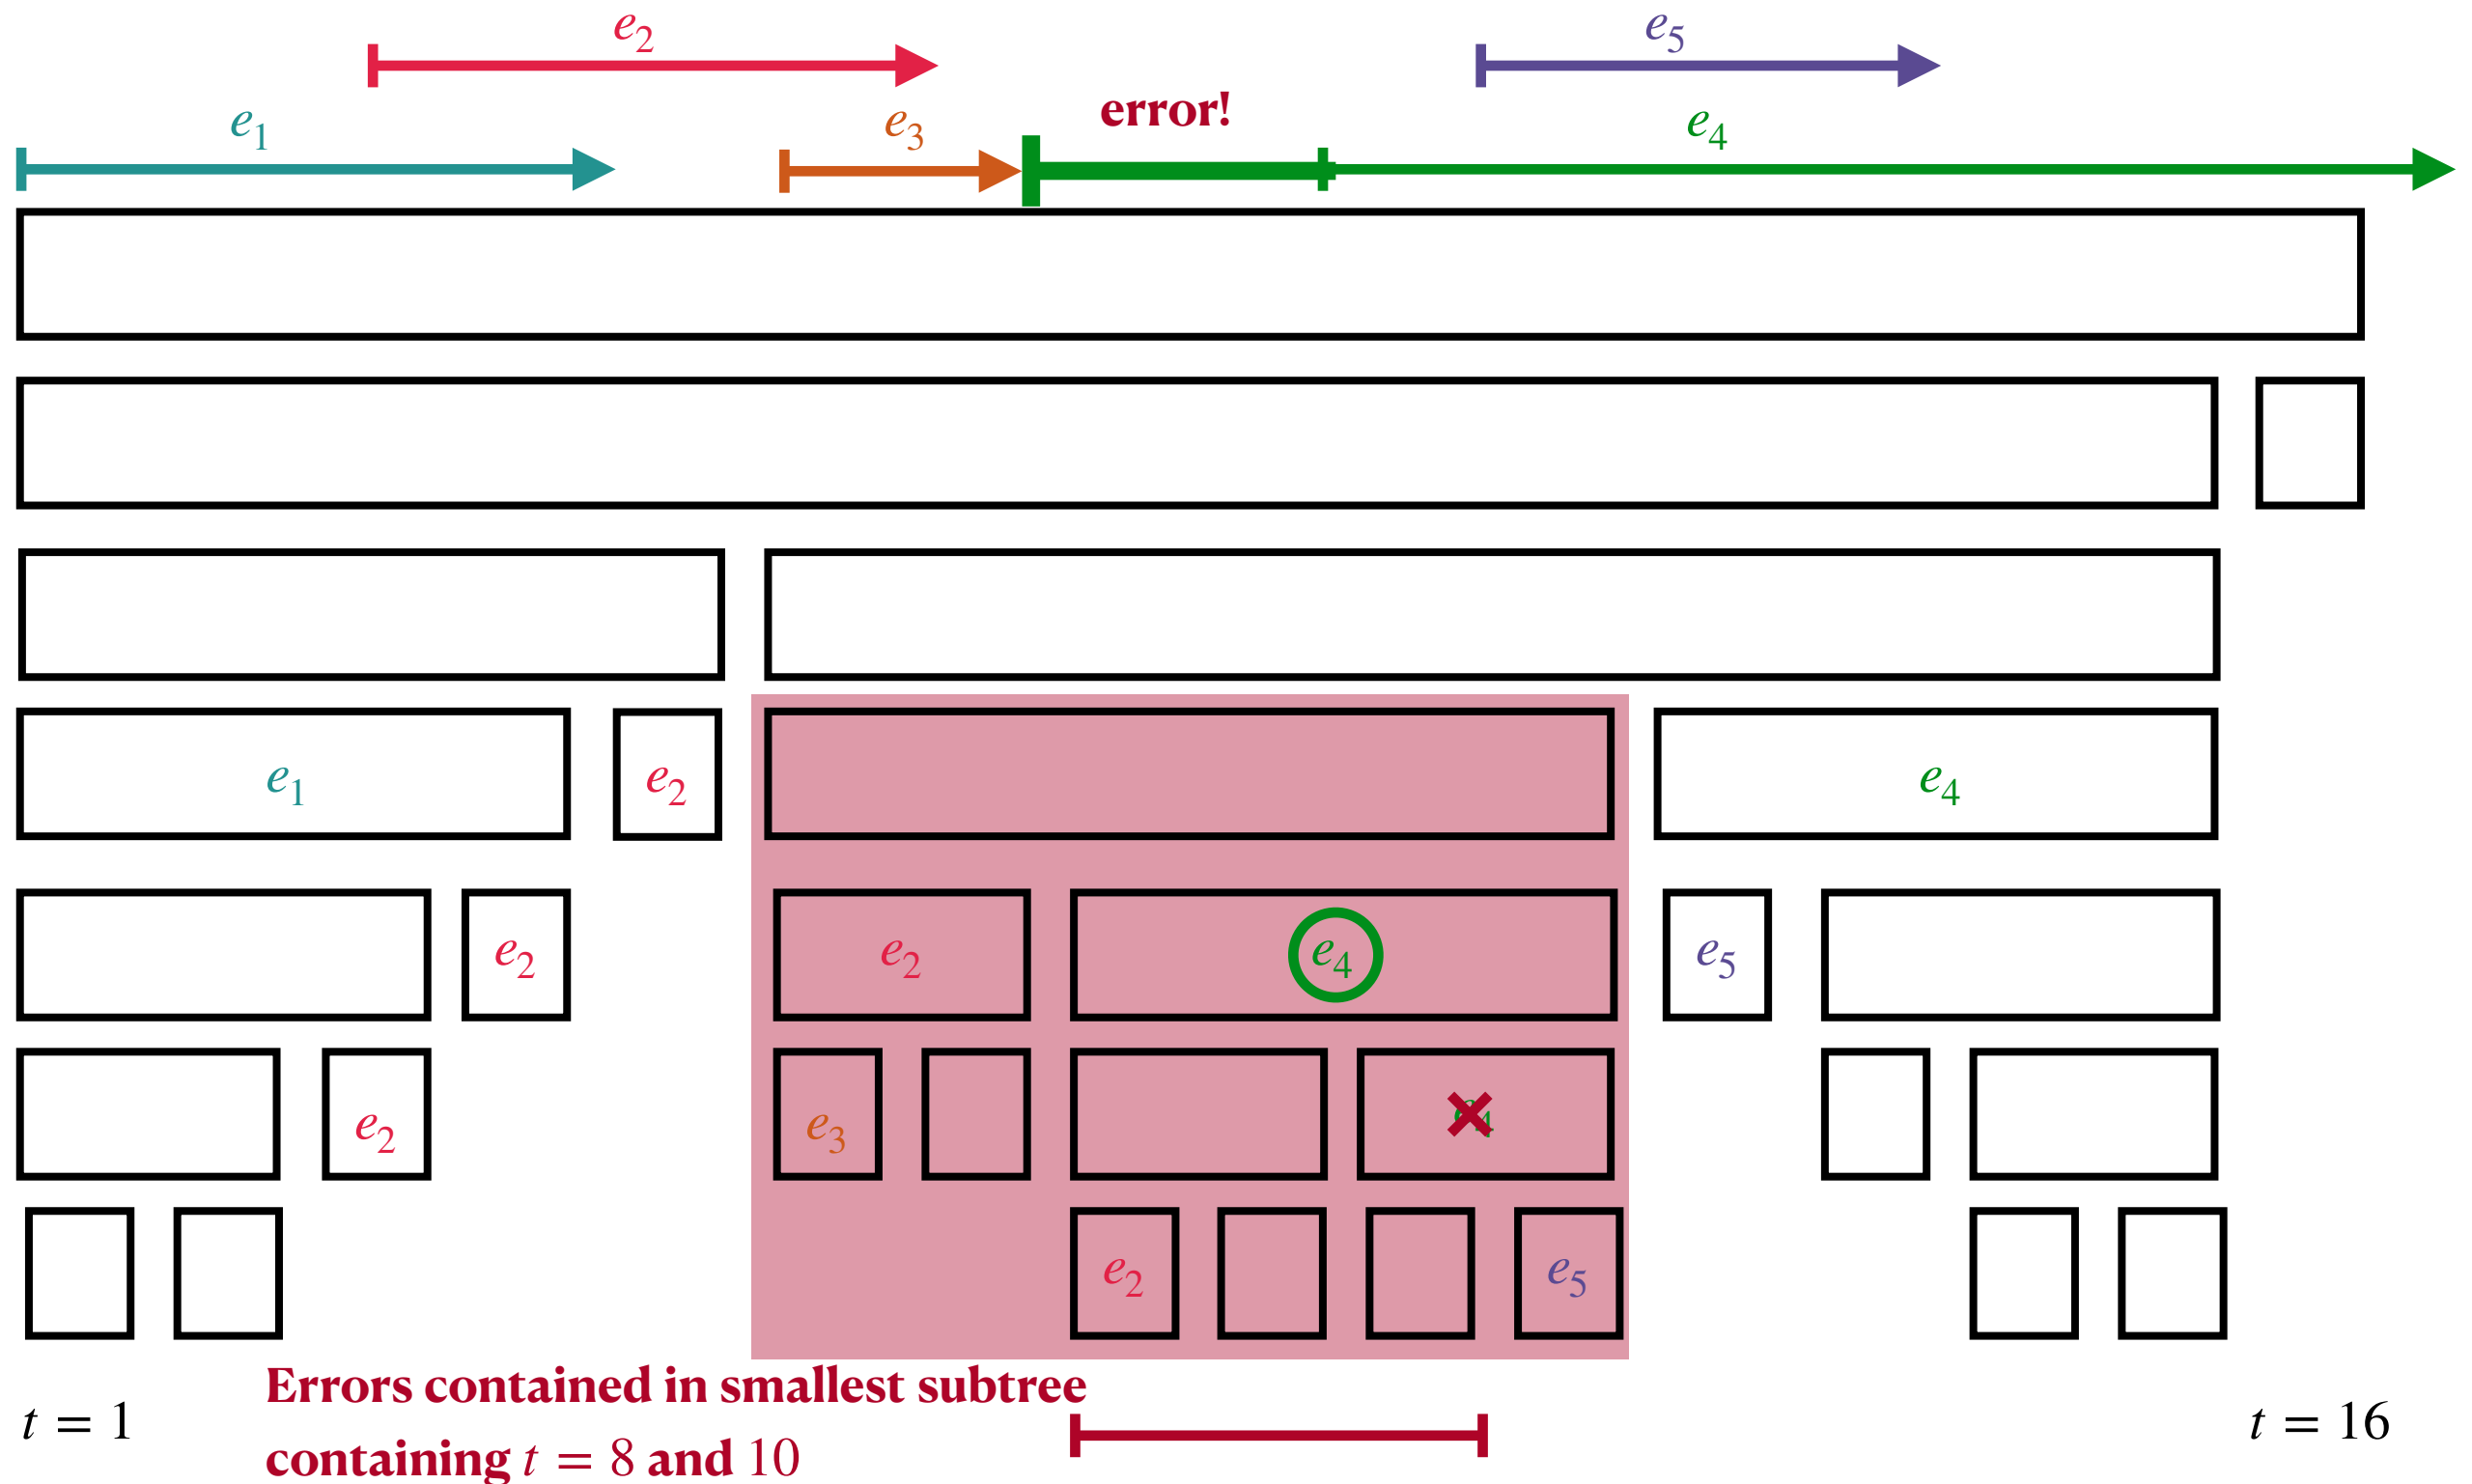 e2 e5
e1 e3 error! e4
e1 e2 e4
e2 e2 e4 e5
e2 e3
e2 e5
Errors contained in smallest subtree
t = 1 t = 16
containing t = 8 and 10